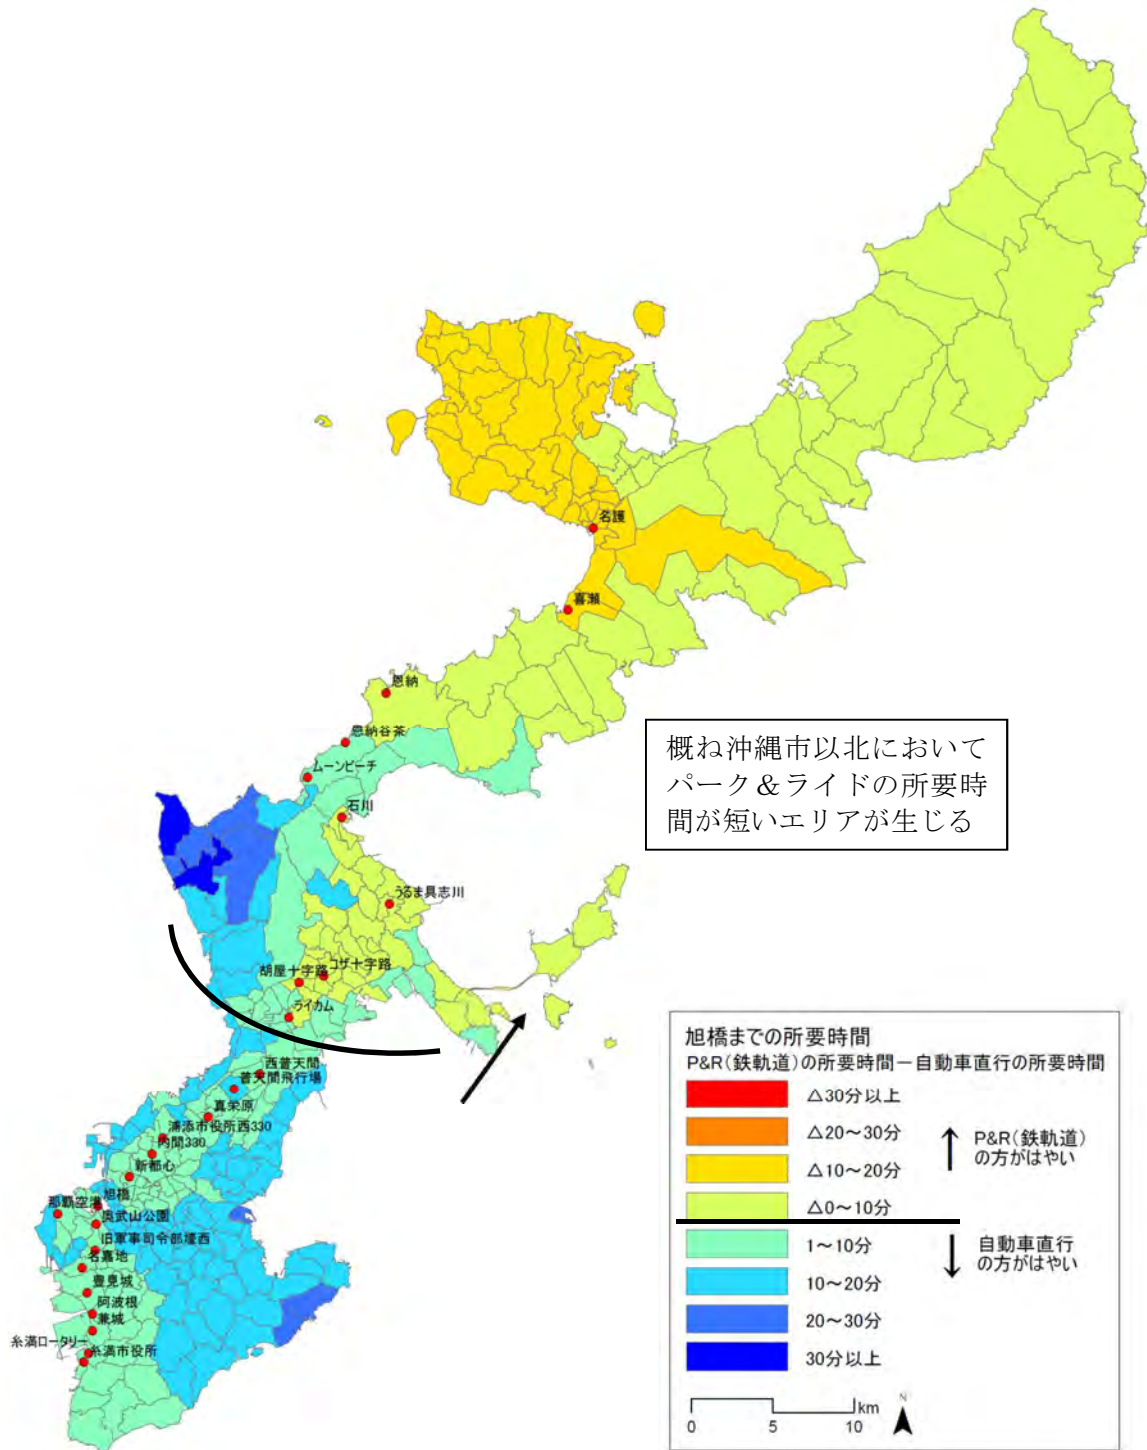 名護
喜瀬
恩納
恩納谷茶
ムーンビーチ
石川
うるま具志川
コザ十字路
胡屋十字路
ライカム
西普天間
普天間飛行場
真栄原
浦添市役所西330
内間330
新都心
旭橋
那覇空港
奥武山公園
旧軍事司令部壕西
名嘉地
豊見城
阿波根
兼城
糸満ロータリー
糸満市役所
概ね沖縄市以北において
パーク&ライドの所要時
間が短いエリアが生じる
旭橋までの所要時間
P&R(鉄軌道)の所要時間－自動車直行の所要時間
△30分以上
△20～30分
△10～20分
△0～10分
1～10分
10～20分
20～30分
30分以上
↑ P&R(鉄軌道)
の方がはやい
↓ 自動車直行
の方がはやい
km
0 5 10
N